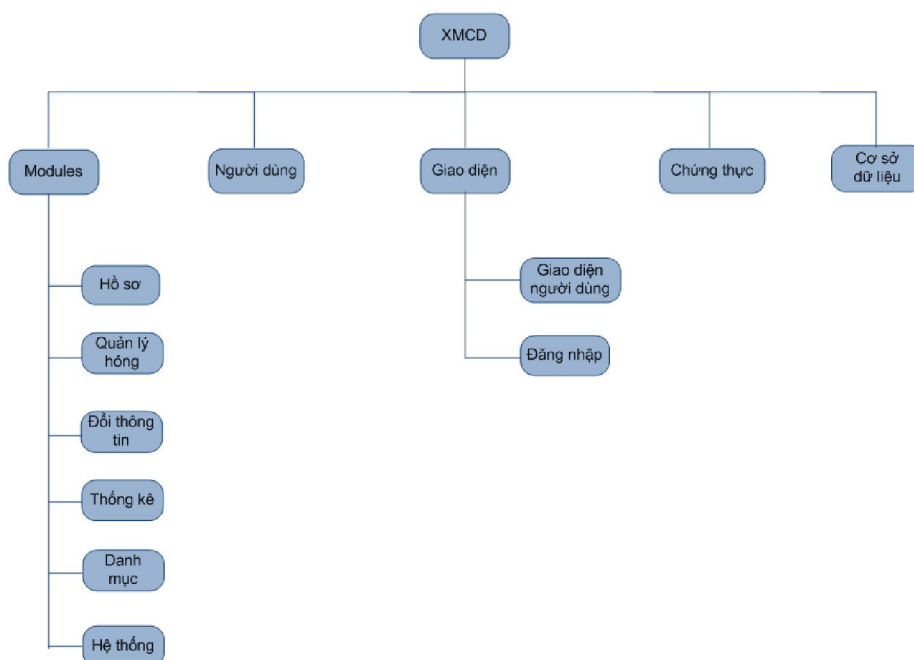 XMCD
Modules
Người dùng
Giao diện
Chứng thực
Cơ sở
dữ liệu
Hồ sơ
Quản lý
hỏng
Đổi thông
tin
Thống kê
Danh
mục
Hệ thống
Giao diện
người dùng
Đăng nhập